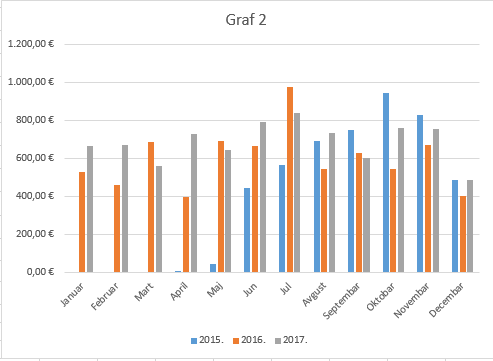 Graf 2
1.200,00 €
1.000,00 €
800,00 €
600,00 €
400,00 €
200,00 €
0,00 €
Januar
Februar
Mart
April
Maj
Jun
Jul
Avgust
Septembar
Oktobar
Novembar
Decembar
2015. 2016. 2017.